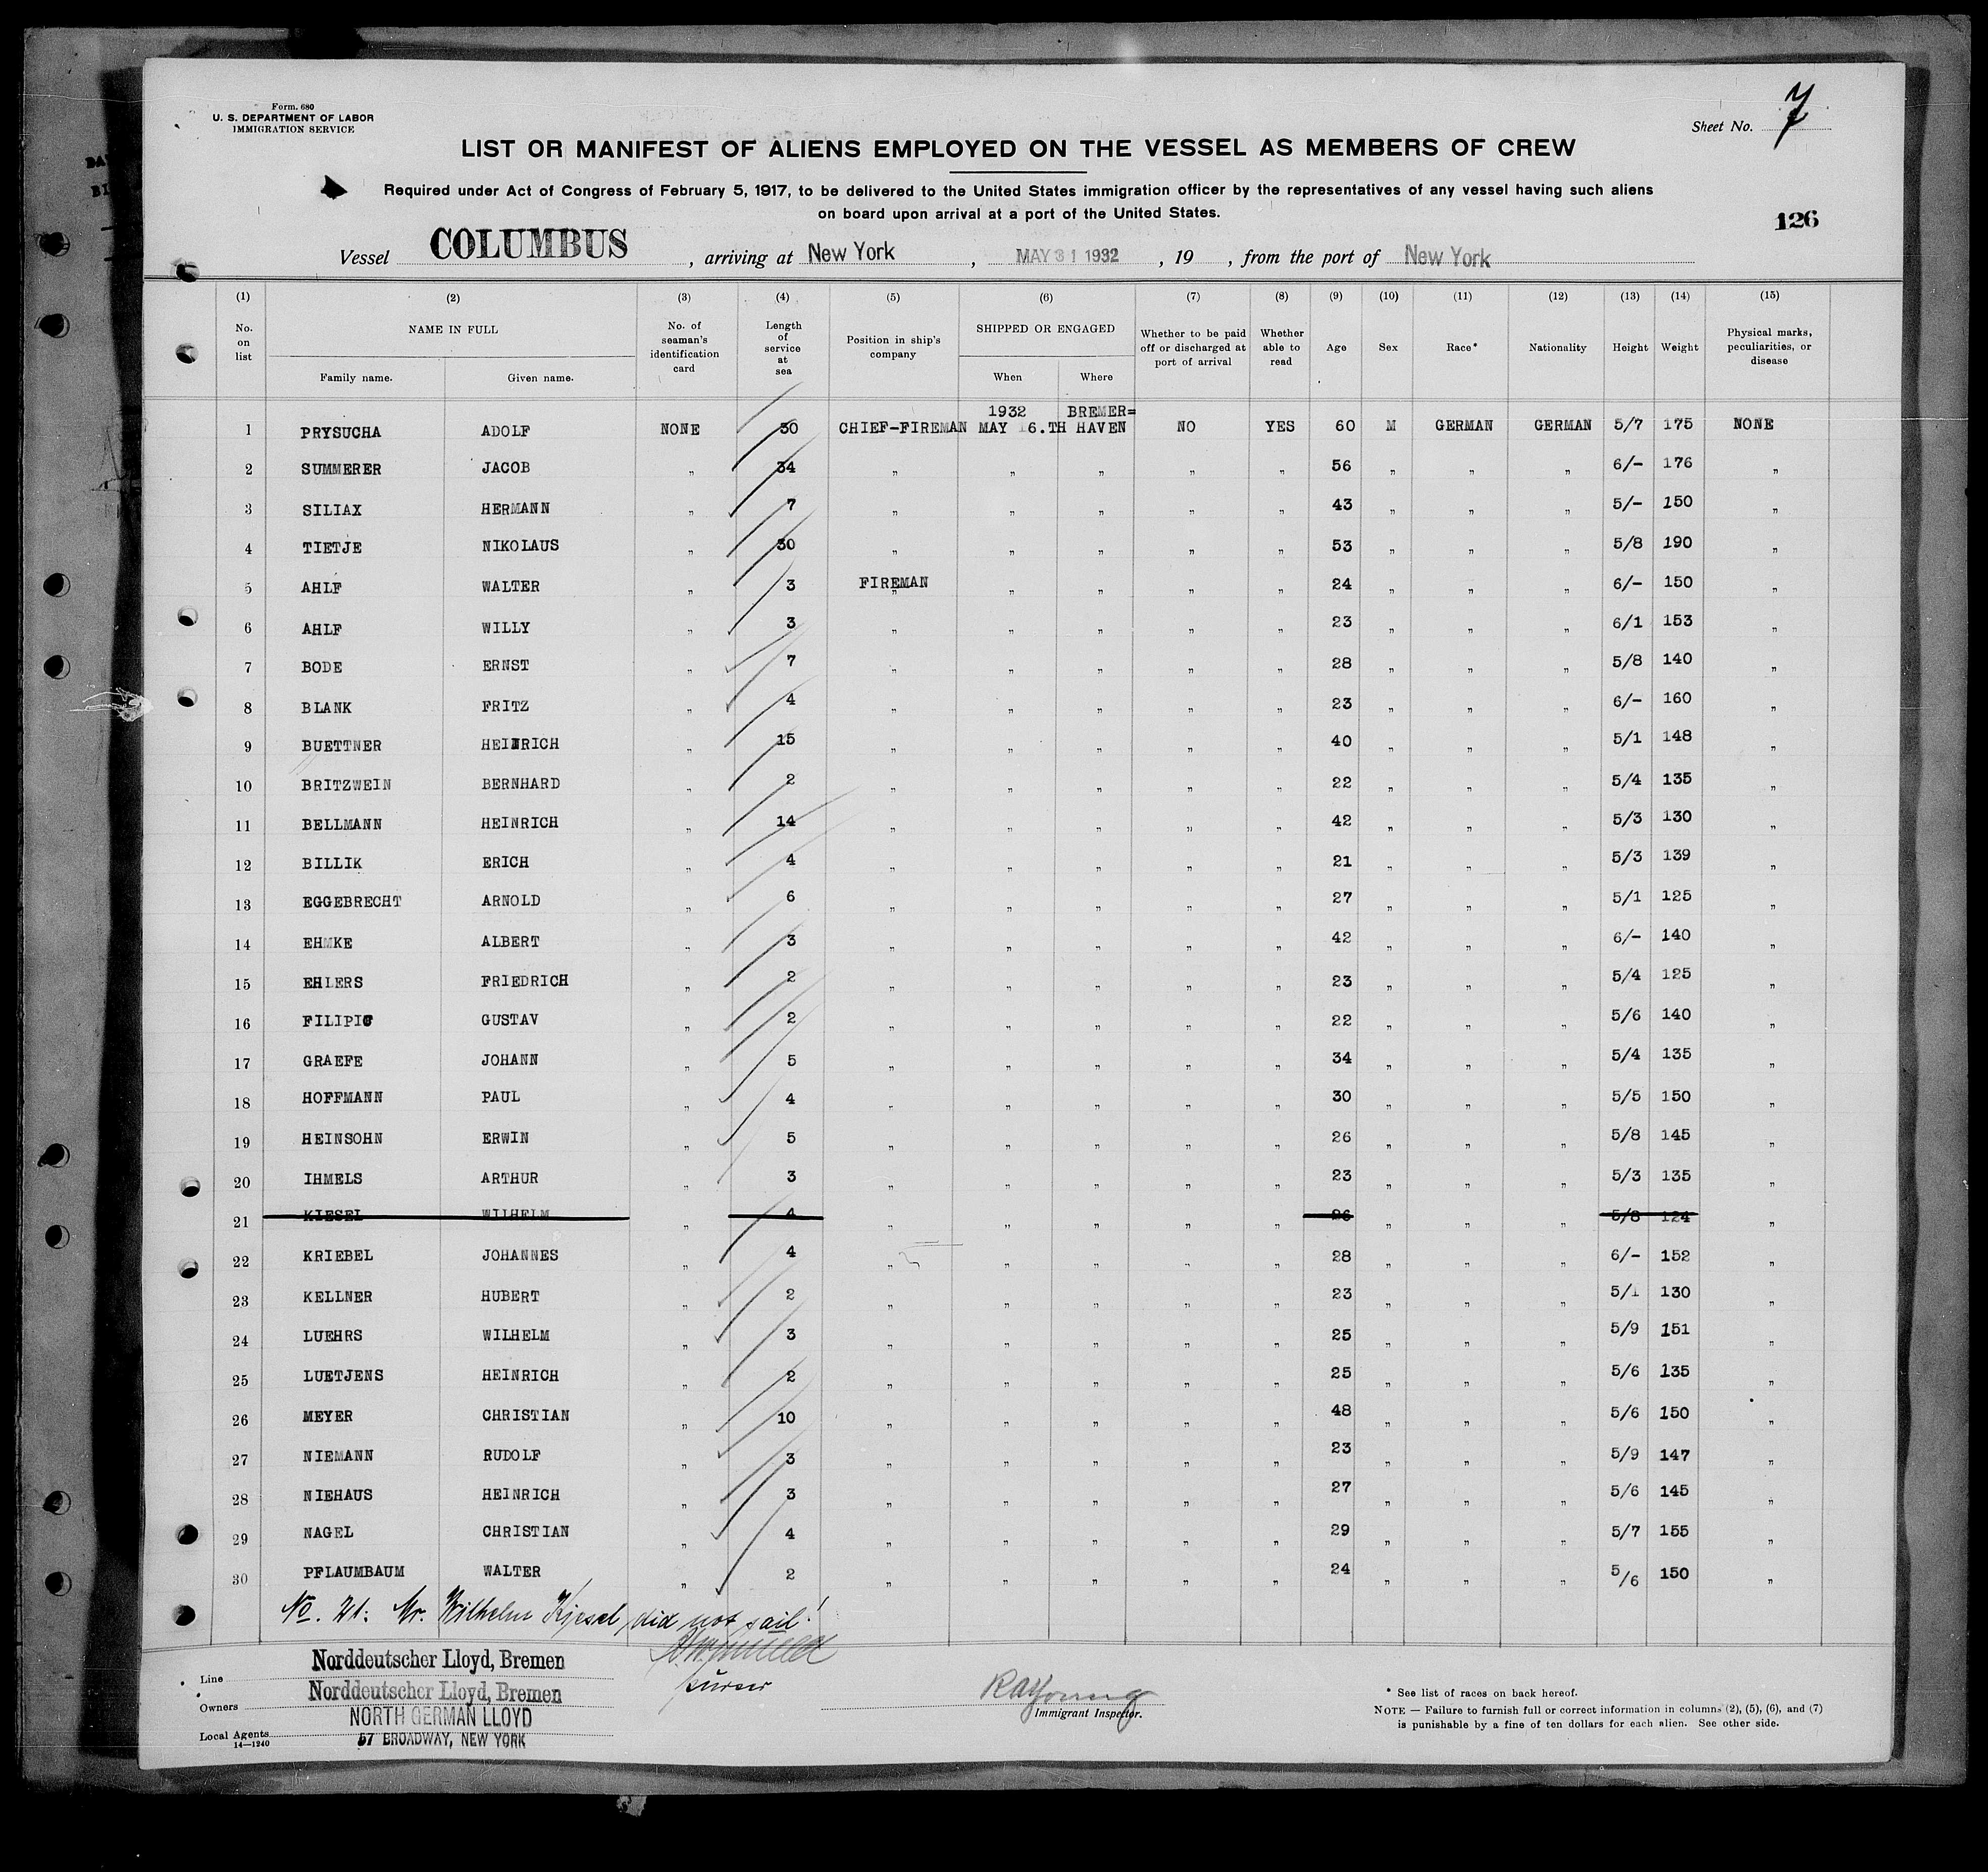 Form. 680
U. S. DEPARTMENT OF LABOR
IMMIGRATION SERVICE
Sheet No. 7
LIST OR MANIFEST OF ALIENS EMPLOYED ON THE VESSEL AS MEMBERS OF CREW
Required under Act of Congress of February 5, 1917, to be delivered to the United States immigration officer by the representatives of any vessel having such aliens
on board upon arrival at a port of the United States.
126
Vessel COLUMBUS , arriving at New York , MAY 31 1932 , 19 , from the port of New York
(1) (2) (3) (4) (5) (6) (7) (8) (9) (10) (11) (12) (13) (14) (15)
No. on list NAME IN FULL Family name. Given name. No. of seaman's identification card Length of service at sea Position in ship's company SHIPPED OR ENGAGED When Where Whether to be paid off or discharged at port of arrival Whether able to read Age Sex Race* Nationality Height Weight Physical marks, peculiarities, or disease
1932 BREMER=
1 PRYSUCHA ADOLF NONE 30 CHIEF-FIREMAN MAY 6.TH HAVEN NO YES 60 M GERMAN GERMAN 5/7 175 NONE
2 SUMMERER JACOB " 34 " " " " " 56 " " " 6/- 176 "
3 SILIAX HERMANN " 7 " " " " " 43 " " " 5/- 150 "
4 TIETJE NIKOLAUS " 30 " " " " " 53 " " " 5/8 190 "
5 AHLF WALTER " 3 FIREMAN " " " " 24 " " " 6/- 150 "
6 AHLF WILLY " 3 " " " " " 23 " " " 6/1 153 "
7 BODE ERNST " 7 " " " " " 28 " " " 5/8 140 "
8 BLANK FRITZ " 4 " " " " " 23 " " " 6/- 160 "
9 BUETTNER HEINRICH " 15 " " " " " 40 " " " 5/1 148 "
10 BRITZWEIN BERNHARD " 2 " " " " " 22 " " " 5/4 135 "
11 BELLMANN HEINRICH " 14 " " " " " 42 " " " 5/3 130 "
12 BILLIK ERICH " 4 " " " " " 21 " " " 5/3 139 "
13 EGGEBRECHT ARNOLD " 6 " " " " " 27 " " " 5/1 125 "
14 EHMKE ALBERT " 3 " " " " " 42 " " " 6/- 140 "
15 EHLERS FRIEDRICH " 2 " " " " " 23 " " " 5/4 125 "
16 FILIPIG GUSTAV " 2 " " " " " 22 " " " 5/6 140 "
17 GRAEFE JOHANN " 5 " " " " " 34 " " " 5/4 135 "
18 HOFFMANN PAUL " 4 " " " " " 30 " " " 5/5 150 "
19 HEINSOHN ERWIN " 5 " " " " " 26 " " " 5/8 145 "
20 IHMELS ARTHUR " 3 " " " " " 23 " " " 5/3 135 "
21 KIESEL WILHELM " 4 " " " " " 26 " " " 5/8 124 "
22 KRIEBEL JOHANNES " 4 " " " " " 28 " " " 6/- 152 "
23 KELLNER HUBERT " 2 " " " " " 23 " " " 5/1 130 "
24 LUEHRS WILHELM " 3 " " " " " 25 " " " 5/9 151 "
25 LUETJENS HEINRICH " 2 " " " " " 25 " " " 5/6 135 "
26 MEYER CHRISTIAN " 10 " " " " " 48 " " " 5/6 150 "
27 NIEMANN RUDOLF " 3 " " " " " 23 " " " 5/9 147 "
28 NIEHAUS HEINRICH " 3 " " " " " 27 " " " 5/6 145 "
29 NAGEL CHRISTIAN " 4 " " " " " 29 " " " 5/7 155 "
30 PFLAUMBAUM WALTER " 2 " " " " " 24 " " " 5/6 150 "
No. 21: Mr. Wilhelm Kiesel did not sail!
Line Norddeutscher Lloyd, Bremen
Owners Norddeutscher Lloyd, Bremen
purser
Local Agents NORTH GERMAN LLOYD
57 BROADWAY, NEW YORK
14—1240
RAYoung
Immigrant Inspector.
* See list of races on back hereof.
NOTE — Failure to furnish full or correct information in columns (2), (5), (6), and (7)
is punishable by a fine of ten dollars for each alien. See other side.